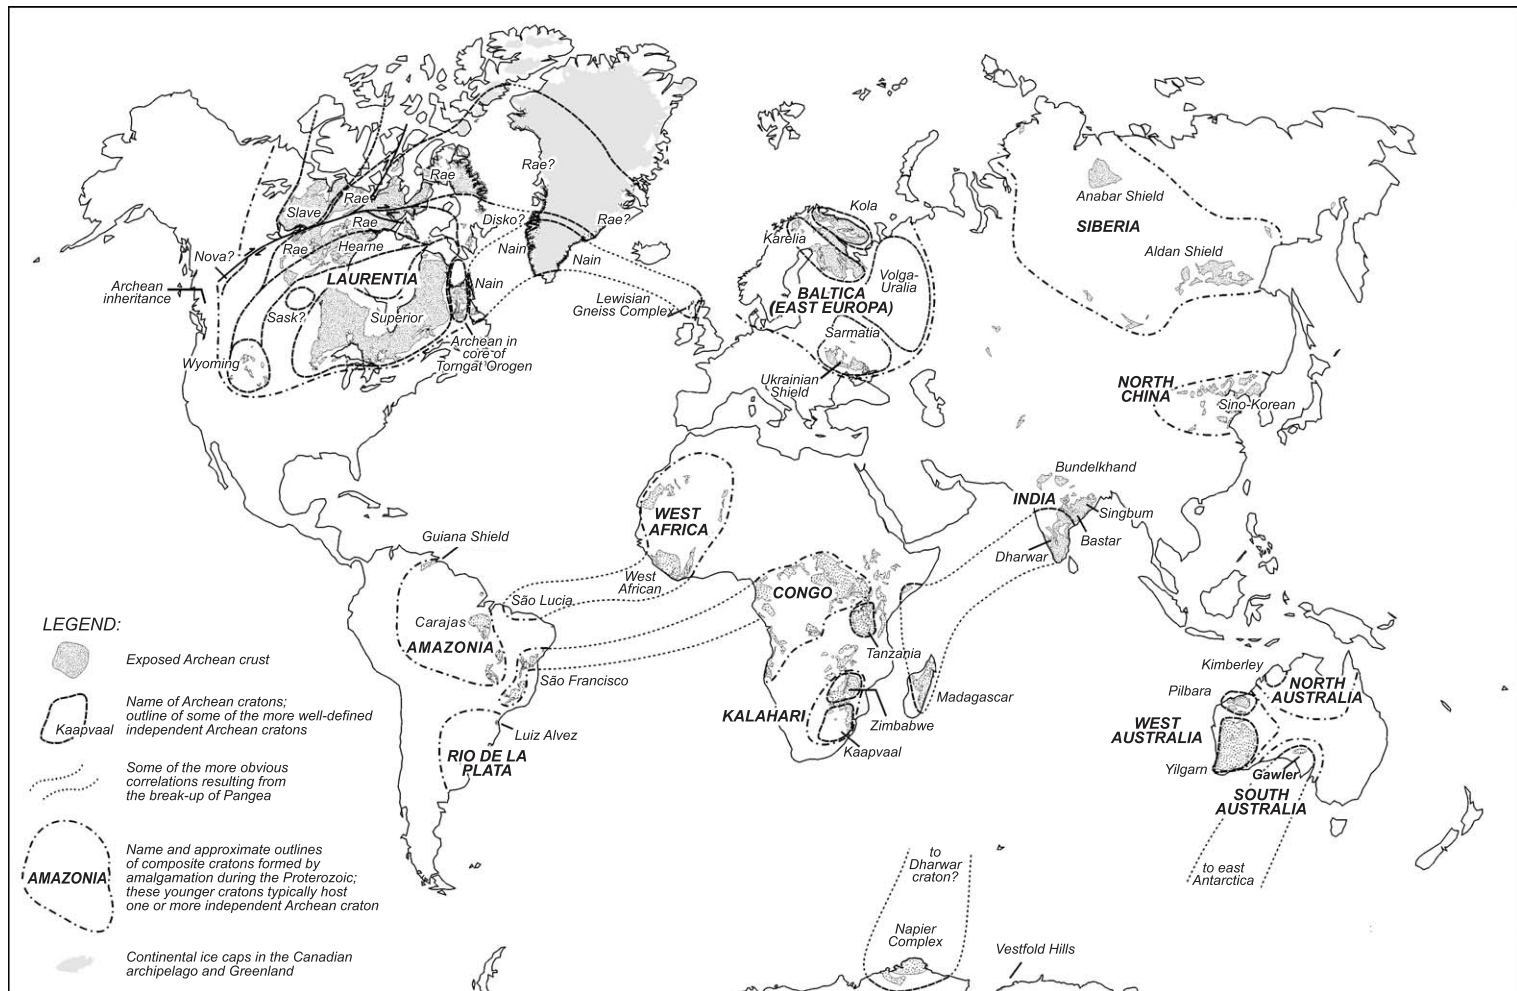 Rae?
Rae
Slave
Rae
Rae
Rae
Hearne
Nova?
LAURENTIA
Archean
inheritance
Sask?
Superior
Wyoming
Nain
Archean in
core of
Torngat Orogen
Disko?
Rae?
Nain
Nain
Lewisian
Gneiss Complex
Kola
Karelia
Volga-
Uralia
BALTICA
(EAST EUROPA)
Sarmatia
Ukrainian
Shield
Anabar Shield
SIBERIA
Aldan Shield
NORTH
CHINA
Sino-Korean
Bundelkhand
INDIA
Singbum
Bastar
Dharwar
WEST
AFRICA
West
African
Guiana Shield
São Lucia
Carajas
AMAZONIA
São Francisco
Luiz Alvez
RIO DE LA
PLATA
CONGO
Tanzania
Madagascar
KALAHARI
Zimbabwe
Kaapvaal
Kimberley
Pilbara
NORTH
AUSTRALIA
WEST
AUSTRALIA
Yilgarn
Gawler
SOUTH
AUSTRALIA
to east
Antarctica
to
Dharwar
craton?
Napier
Complex
Vestfold Hills
LEGEND:
Exposed Archean crust
Kaapvaal
Name of Archean cratons;
outline of some of the more well-defined
independent Archean cratons
Some of the more obvious
correlations resulting from
the break-up of Pangea
AMAZONIA
Name and approximate outlines
of composite cratons formed by
amalgamation during the Proterozoic;
these younger cratons typically host
one or more independent Archean craton
Continental ice caps in the Canadian
archipelago and Greenland